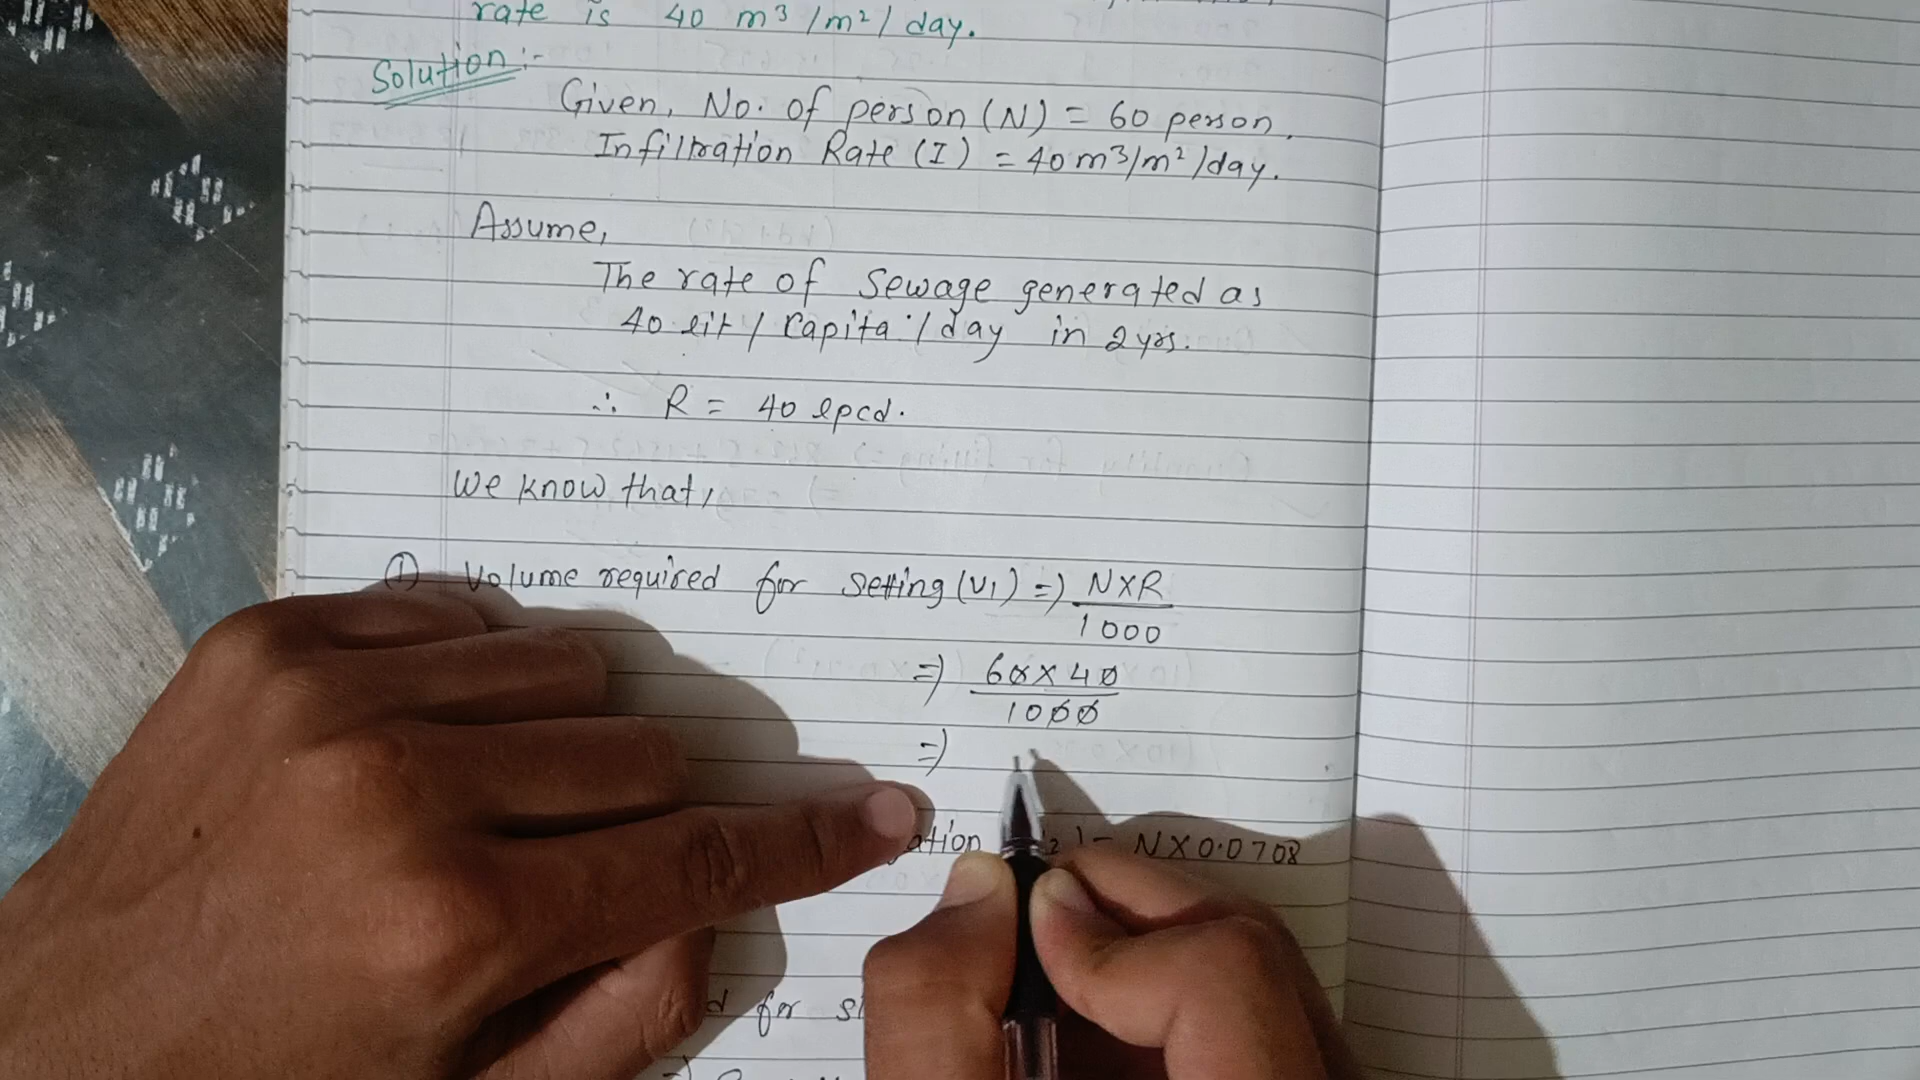 rate is 40 m³/m²/day.
Solution :-
Given, No. of person (N) = 60 person.
Infiltration Rate (I) = 40 m³/m²/day.
Assume,
The rate of sewage generated as
40 lit / capita / day in 2 yrs.
∴ R = 40 lpcd.
We know that,
① Volume required for setting (V₁) => N×R
1000
=> 60 × 40
1000
=>
N × 0.0708
for